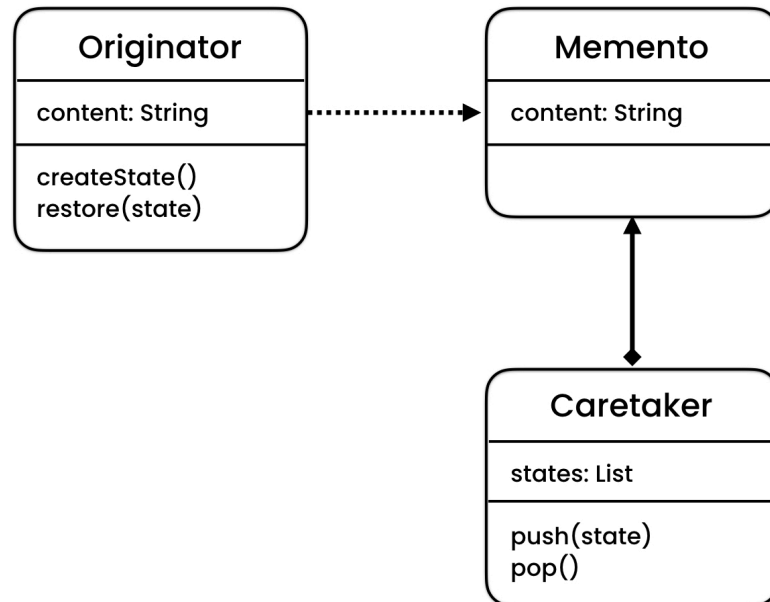 Originator
content: String
createState()
restore(state)
Memento
content: String
Caretaker
states: List
push(state)
pop()